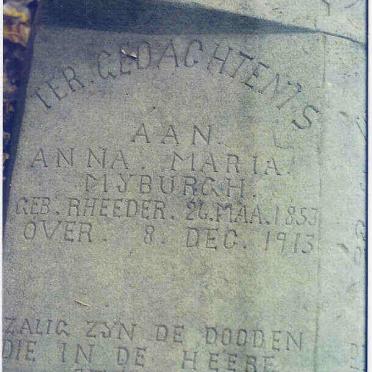 TER. GEDACHTENIS
AAN.
ANNA. MARIA.
MYBURGH.
GEB. RHEEDER. 26. MAA. 1853
OVER. 8. DEC. 1913
ZALIG ZYN DE DOODEN
DIE IN DE HEERE